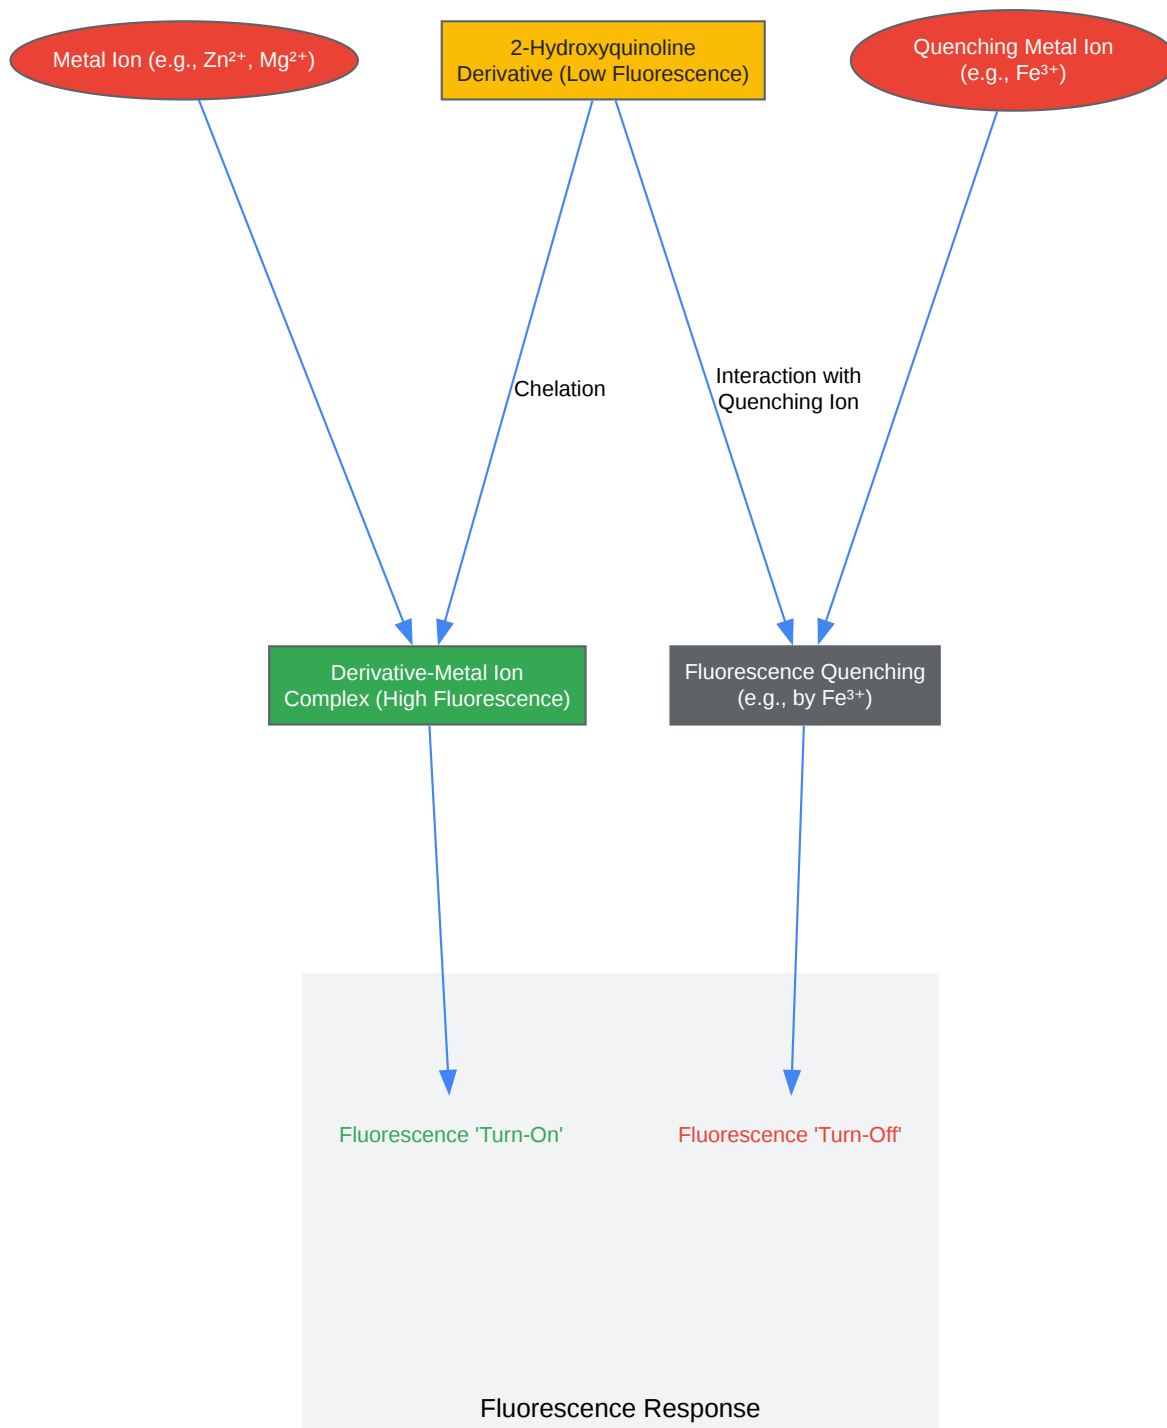 Metal Ion (e.g., Zn²⁺, Mg²⁺)
2-Hydroxyquinoline
Derivative (Low Fluorescence)
Quenching Metal Ion
(e.g., Fe³⁺)
Chelation
Interaction with
Quenching Ion
Derivative-Metal Ion
Complex (High Fluorescence)
Fluorescence Quenching
(e.g., by Fe³⁺)
Fluorescence 'Turn-On'
Fluorescence 'Turn-Off'
Fluorescence Response